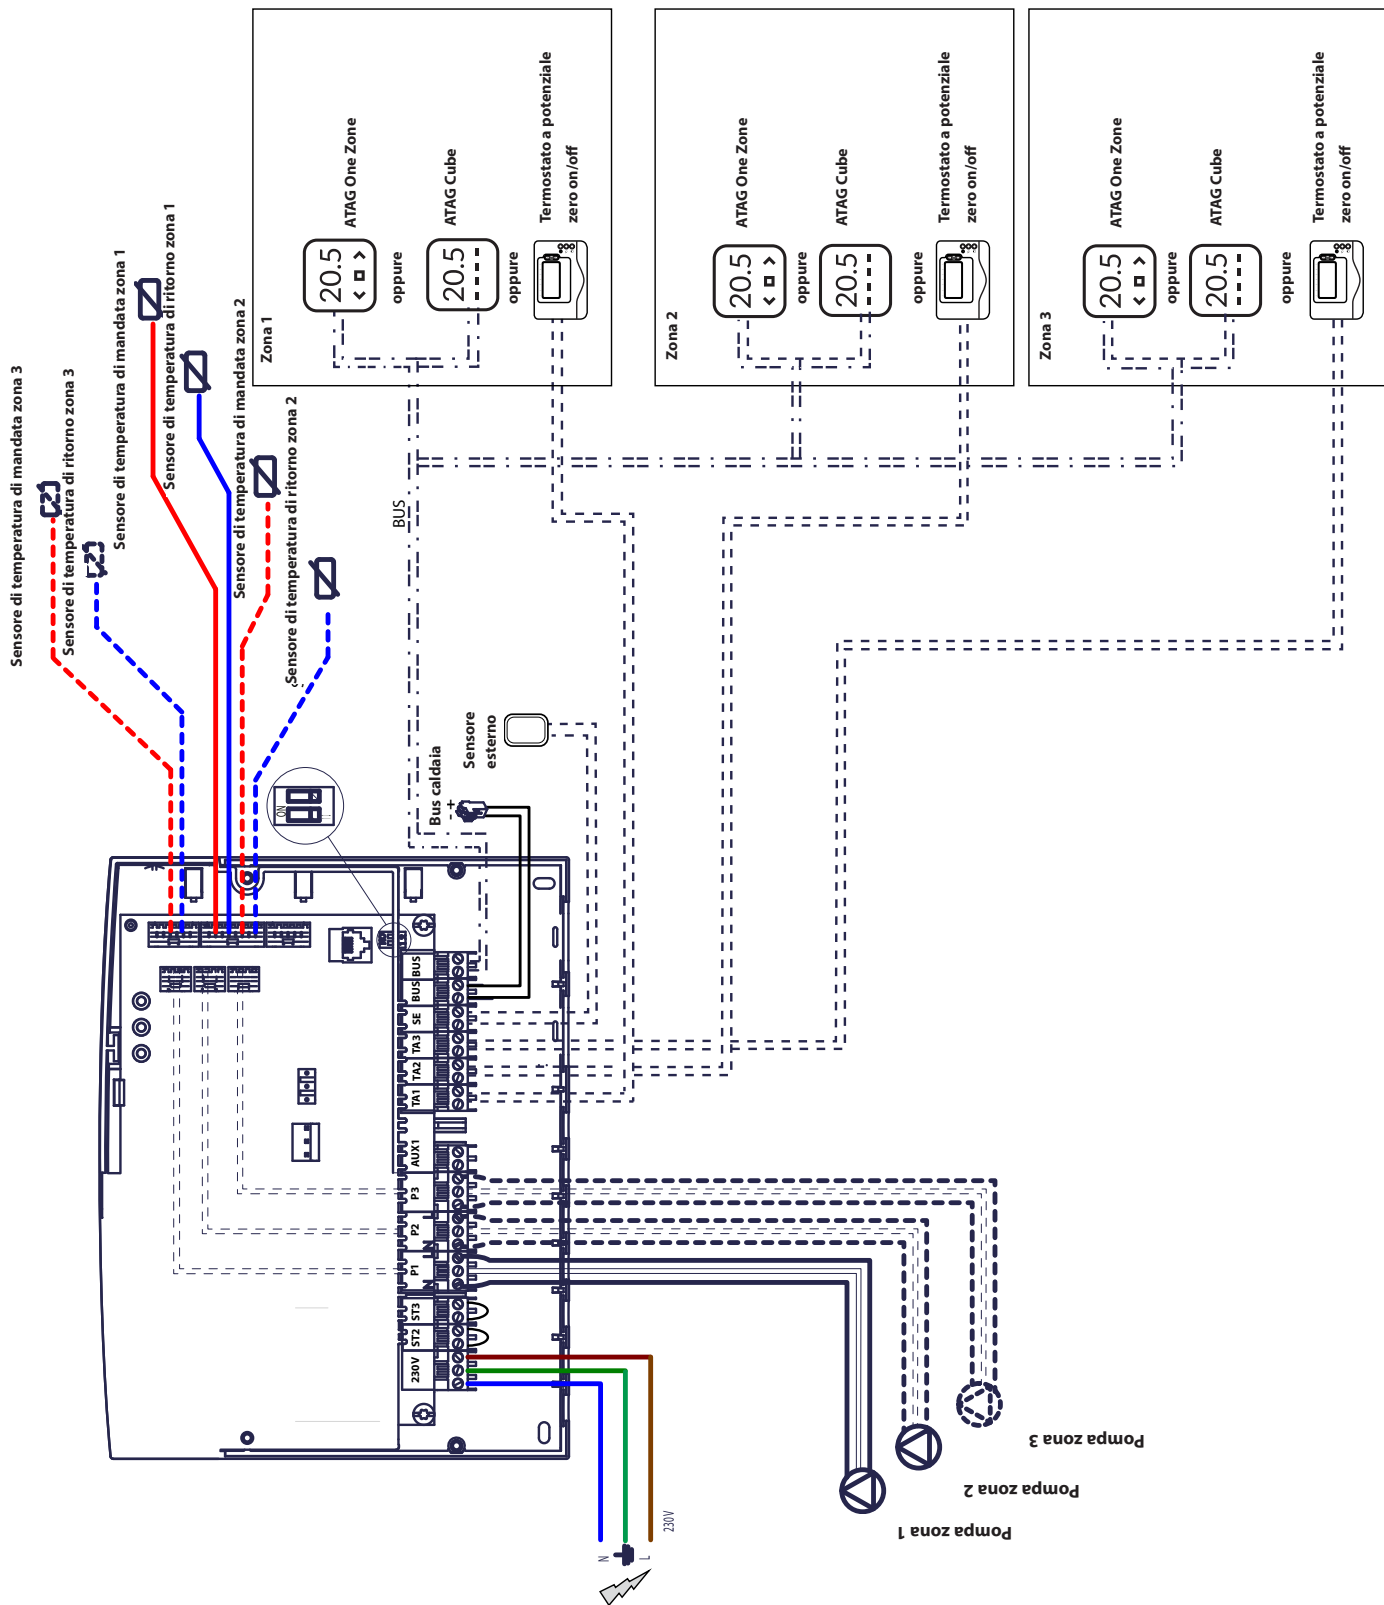 Sensore di temperatura di mandata zona 3
Sensore di temperatura di ritorno zona 3
Sensore di temperatura di mandata zona 1
Sensore di temperatura di ritorno zona 1
Sensore di temperatura di mandata zona 2
Sensore di temperatura di ritorno zona 2
Zona 1
20.5
ATAG One Zone
oppure
20.5
ATAG Cube
oppure
Termostato a potenziale
zero on/off
Zona 2
20.5
ATAG One Zone
oppure
20.5
ATAG Cube
oppure
Termostato a potenziale
zero on/off
Zona 3
20.5
ATAG One Zone
oppure
20.5
ATAG Cube
oppure
Termostato a potenziale
zero on/off
BUS
Bus caldaia
+
-
Sensore
esterno
ON
BUS
BUS
SE
TA3
TA2
TA1
AUX1
P3
P2
P1
ST3
ST2
230V
N
L
N
L
N
L
230V
Pompa zona 1
Pompa zona 2
Pompa zona 3